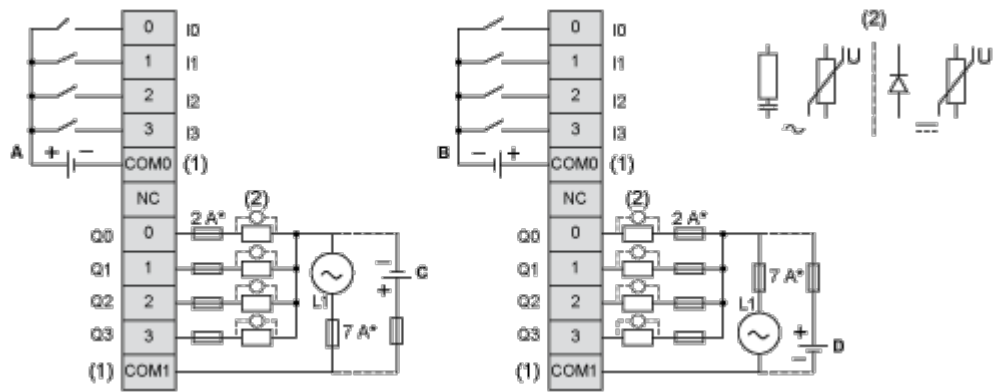 0 I0
1 I1
2 I2
3 I3
A + − COM0 (1)
NC
(2)
Q0 0 2 A*
Q1 1
Q2 2
Q3 3
L1 7 A*
− + C
(1) COM1
0 I0
1 I1
2 I2
3 I3
B − + COM0 (1)
NC
(2)
Q0 0 2 A*
Q1 1
Q2 2
Q3 3
L1 7 A*
+ − D
(1) COM1
(2)
U U